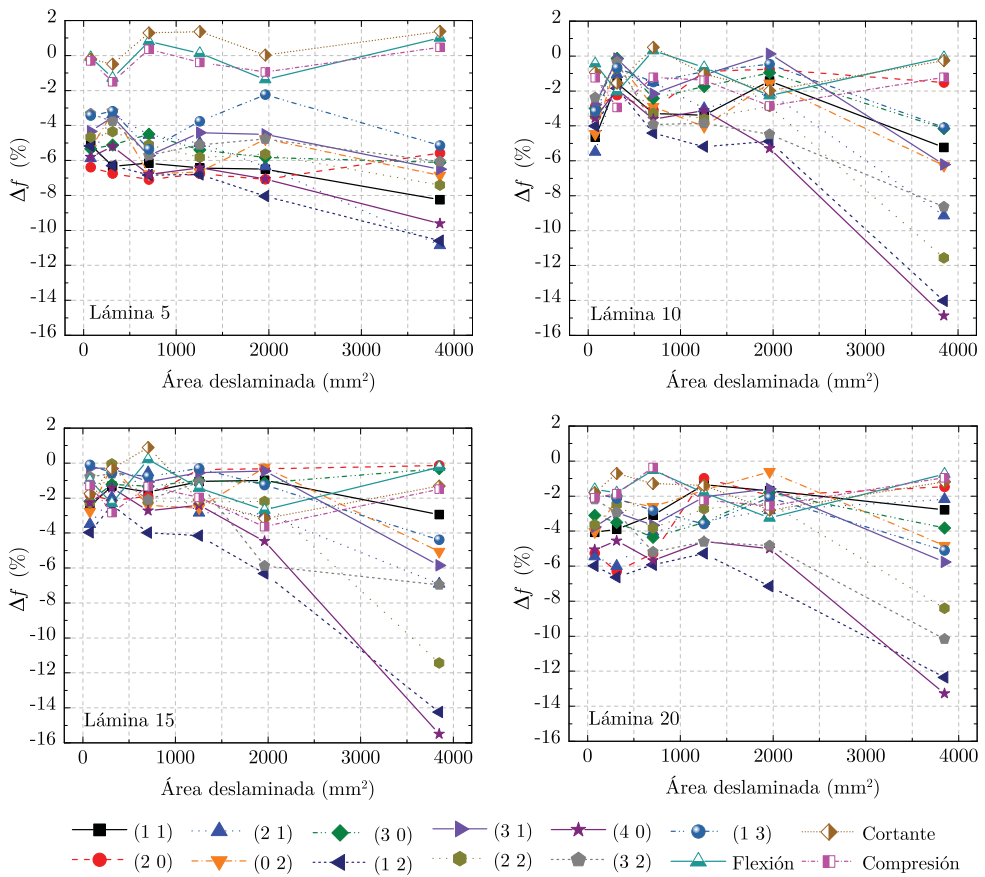 2
0
-2
-4
-6
-8
-10
-12
-14
-16
Δf (%)
Lámina 5
0 1000 2000 3000 4000
Área deslaminada (mm²)
2
0
-2
-4
-6
-8
-10
-12
-14
-16
Δf (%)
Lámina 10
0 1000 2000 3000 4000
Área deslaminada (mm²)
2
0
-2
-4
-6
-8
-10
-12
-14
-16
Δf (%)
Lámina 15
0 1000 2000 3000 4000
Área deslaminada (mm²)
2
0
-2
-4
-6
-8
-10
-12
-14
-16
Δf (%)
Lámina 20
0 1000 2000 3000 4000
Área deslaminada (mm²)
(1 1) (2 1) (3 0) (3 1) (4 0) (1 3) Cortante
(2 0) (0 2) (1 2) (2 2) (3 2) Flexión Compresión